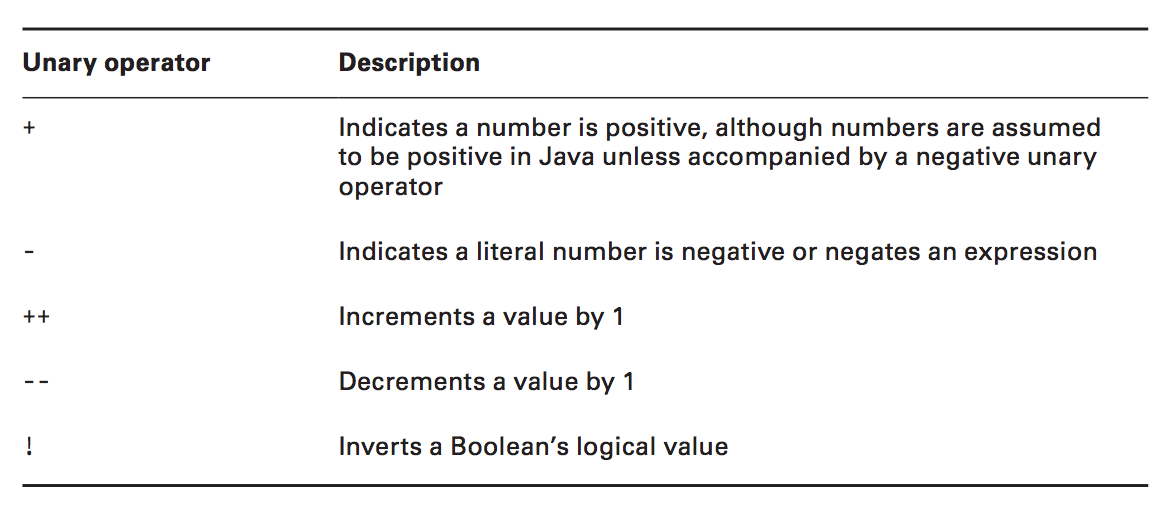 Unary operator Description
+ Indicates a number is positive, although numbers are assumed
to be positive in Java unless accompanied by a negative unary
operator
- Indicates a literal number is negative or negates an expression
++ Increments a value by 1
-- Decrements a value by 1
! Inverts a Boolean’s logical value